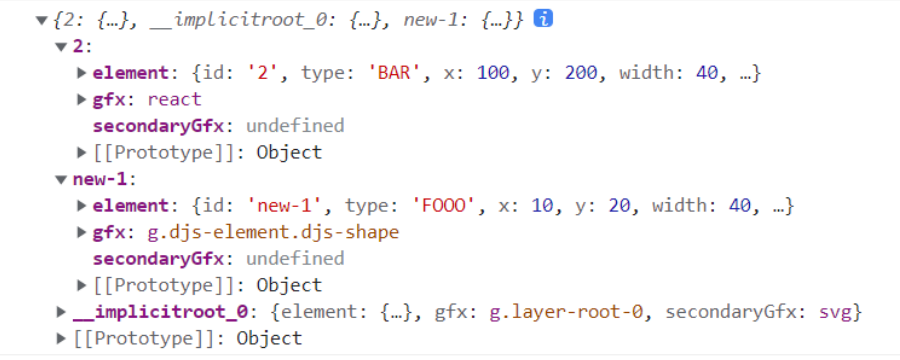 ▼{2: {…}, __implicitroot_0: {…}, new-1: {…}} i
▼2:
▶element: {id: '2', type: 'BAR', x: 100, y: 200, width: 40, …}
▶gfx: react
secondaryGfx: undefined
▶[[Prototype]]: Object
▼new-1:
▶element: {id: 'new-1', type: 'FOOO', x: 10, y: 20, width: 40, …}
▶gfx: g.djs-element.djs-shape
secondaryGfx: undefined
▶[[Prototype]]: Object
▶__implicitroot_0: {element: {…}, gfx: g.layer-root-0, secondaryGfx: svg}
▶[[Prototype]]: Object